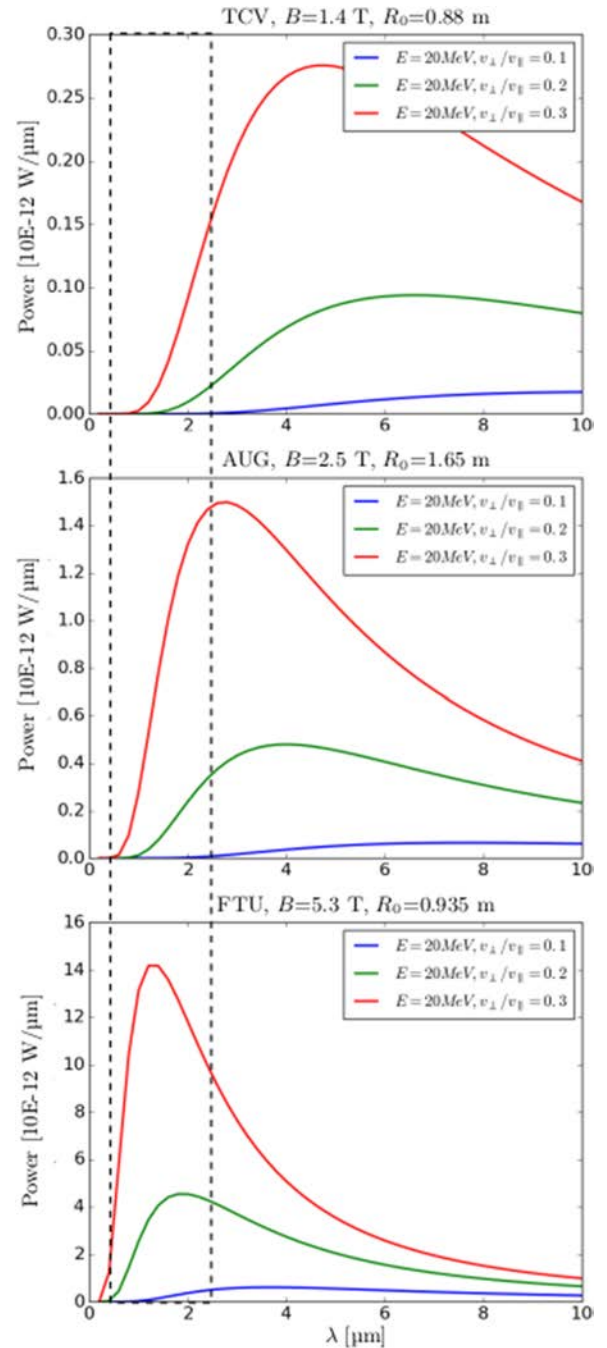 TCV, B=1.4 T, R₀=0.88 m
0.30
0.25
0.20
0.15
0.10
0.05
0.00
Power [10E-12 W/μm]
E=20MeV, v⊥/v∥=0.1
E=20MeV, v⊥/v∥=0.2
E=20MeV, v⊥/v∥=0.3
0 2 4 6 8 10
AUG, B=2.5 T, R₀=1.65 m
1.6
1.4
1.2
1.0
0.8
0.6
0.4
0.2
0.0
Power [10E-12 W/μm]
E=20MeV, v⊥/v∥=0.1
E=20MeV, v⊥/v∥=0.2
E=20MeV, v⊥/v∥=0.3
0 2 4 6 8 10
FTU, B=5.3 T, R₀=0.935 m
16
14
12
10
8
6
4
2
0
Power [10E-12 W/μm]
E=20MeV, v⊥/v∥=0.1
E=20MeV, v⊥/v∥=0.2
E=20MeV, v⊥/v∥=0.3
0 2 4 6 8 10
λ [μm]